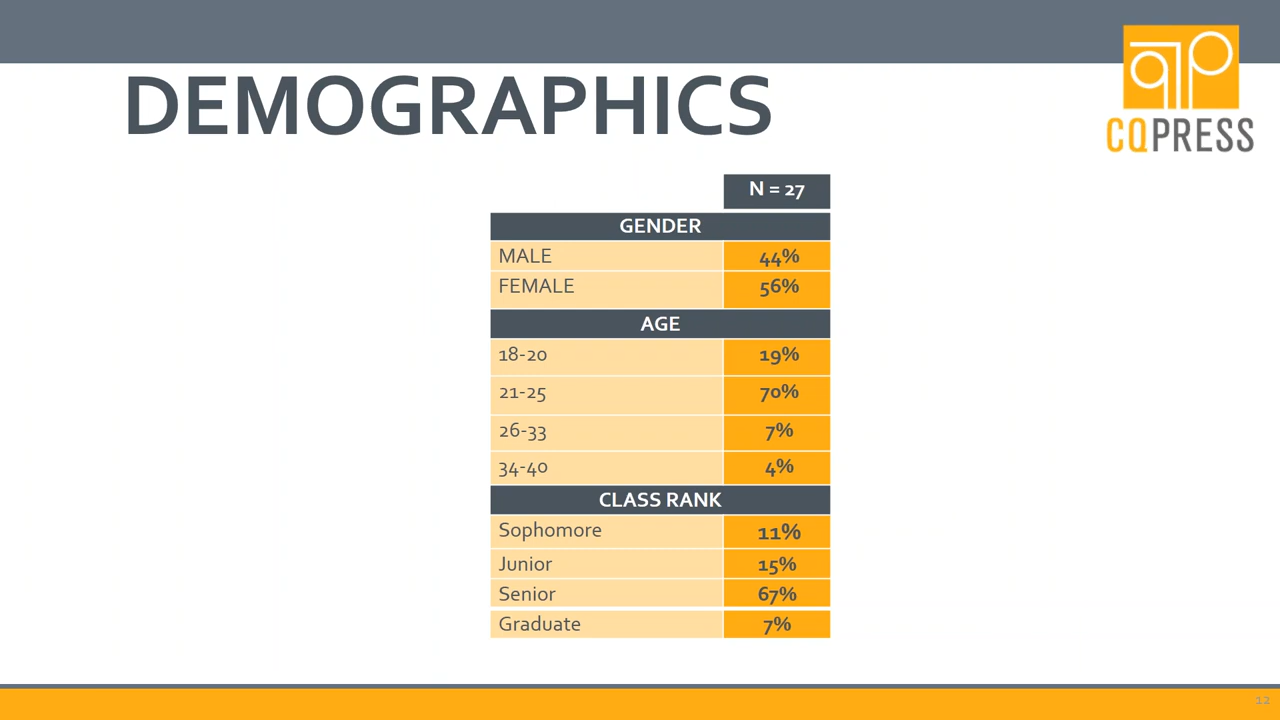 DEMOGRAPHICS
CQPRESS
N = 27
GENDER
MALE 44%
FEMALE 56%
AGE
18-20 19%
21-25 70%
26-33 7%
34-40 4%
CLASS RANK
Sophomore 11%
Junior 15%
Senior 67%
Graduate 7%
12